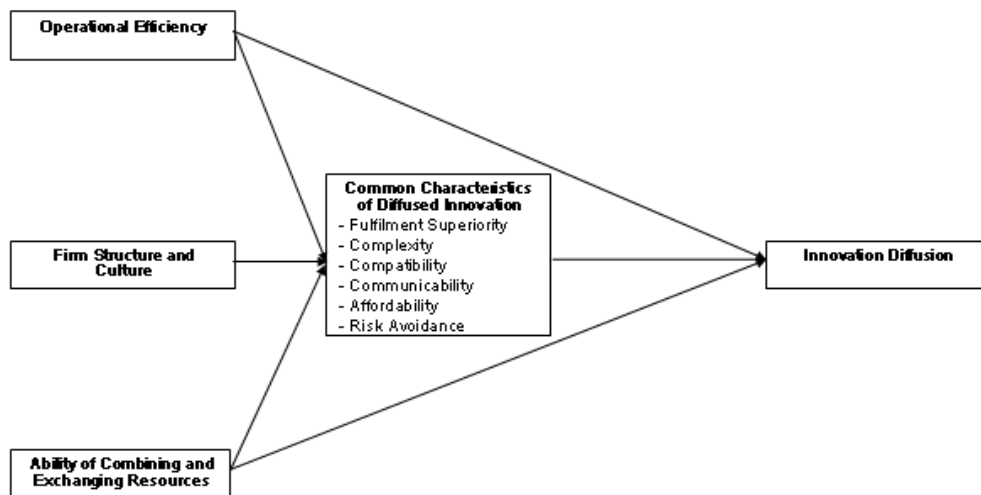 Operational Efficiency
Common Characteristics
of Diffused Innovation
- Fulfilment Superiority
- Complexity
- Compatibility
- Communicability
- Affordability
- Risk Avoidance
Firm Structure and
Culture
Innovation Diffusion
Ability of Combining and
Exchanging Resources